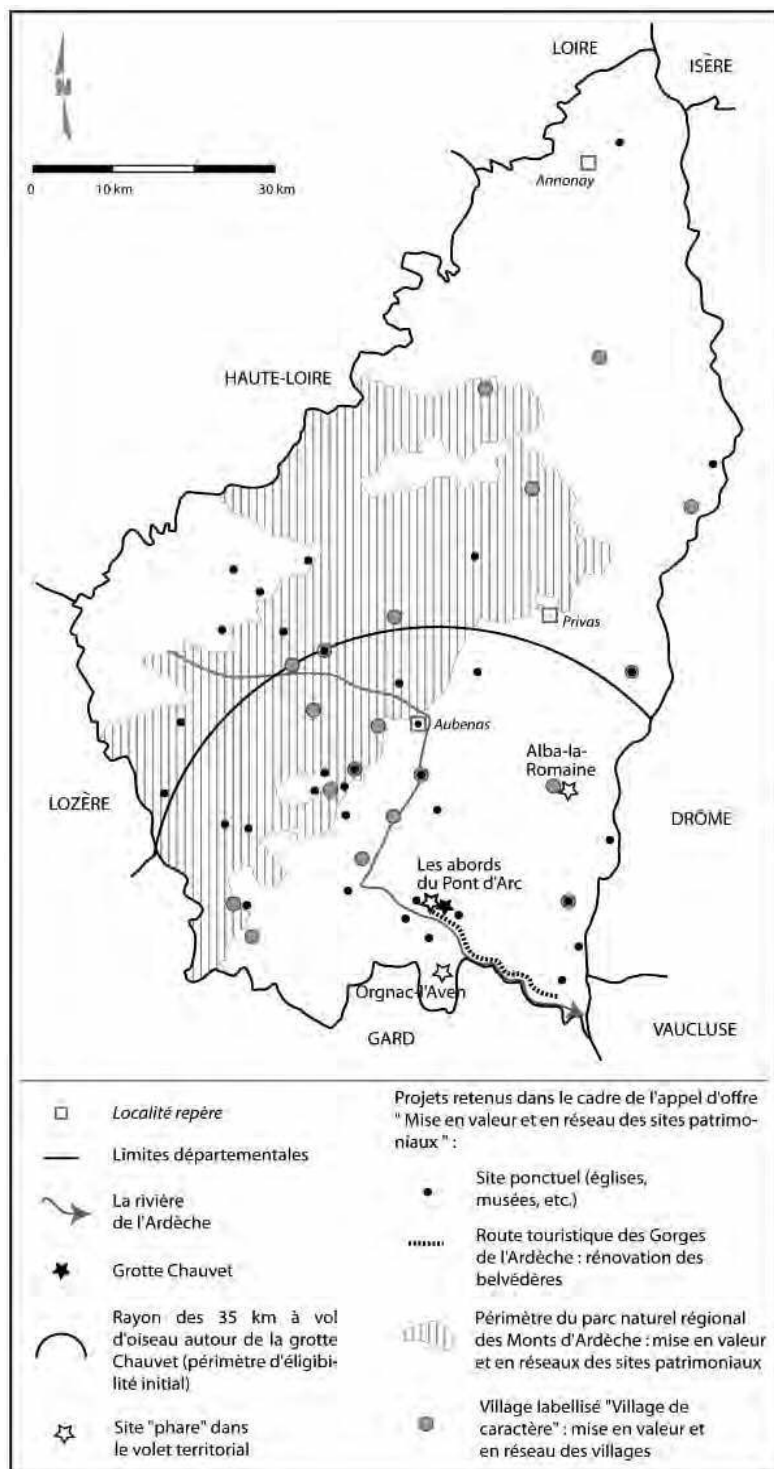 LOIRE
ISÈRE
N
0
10 km
30 km
Annonay
HAUTE-LOIRE
Privas
Aubenas
Alba-la-
Romaine
LOZÈRE
DRÔME
Les abords
du Pont d'Arc
Orgnac-l'Aven
GARD
VAUCLUSE
Localité repère
Limites départementales
La rivière
de l'Ardèche
Grotte Chauvet
Rayon des 35 km à vol
d'oiseau autour de la grotte
Chauvet (périmètre d'éligibi-
lité initial)
Site "phare" dans
le volet territorial
Projets retenus dans le cadre de l'appel d'offre
" Mise en valeur et en réseau des sites patrimo-
niaux " :
Site ponctuel (églises,
musées, etc.)
Route touristique des Gorges
de l'Ardèche : rénovation des
belvédères
Périmètre du parc naturel régional
des Monts d'Ardèche : mise en valeur
et en réseaux des sites patrimoniaux
Village labellisé "Village de
caractère" : mise en valeur et
en réseau des villages